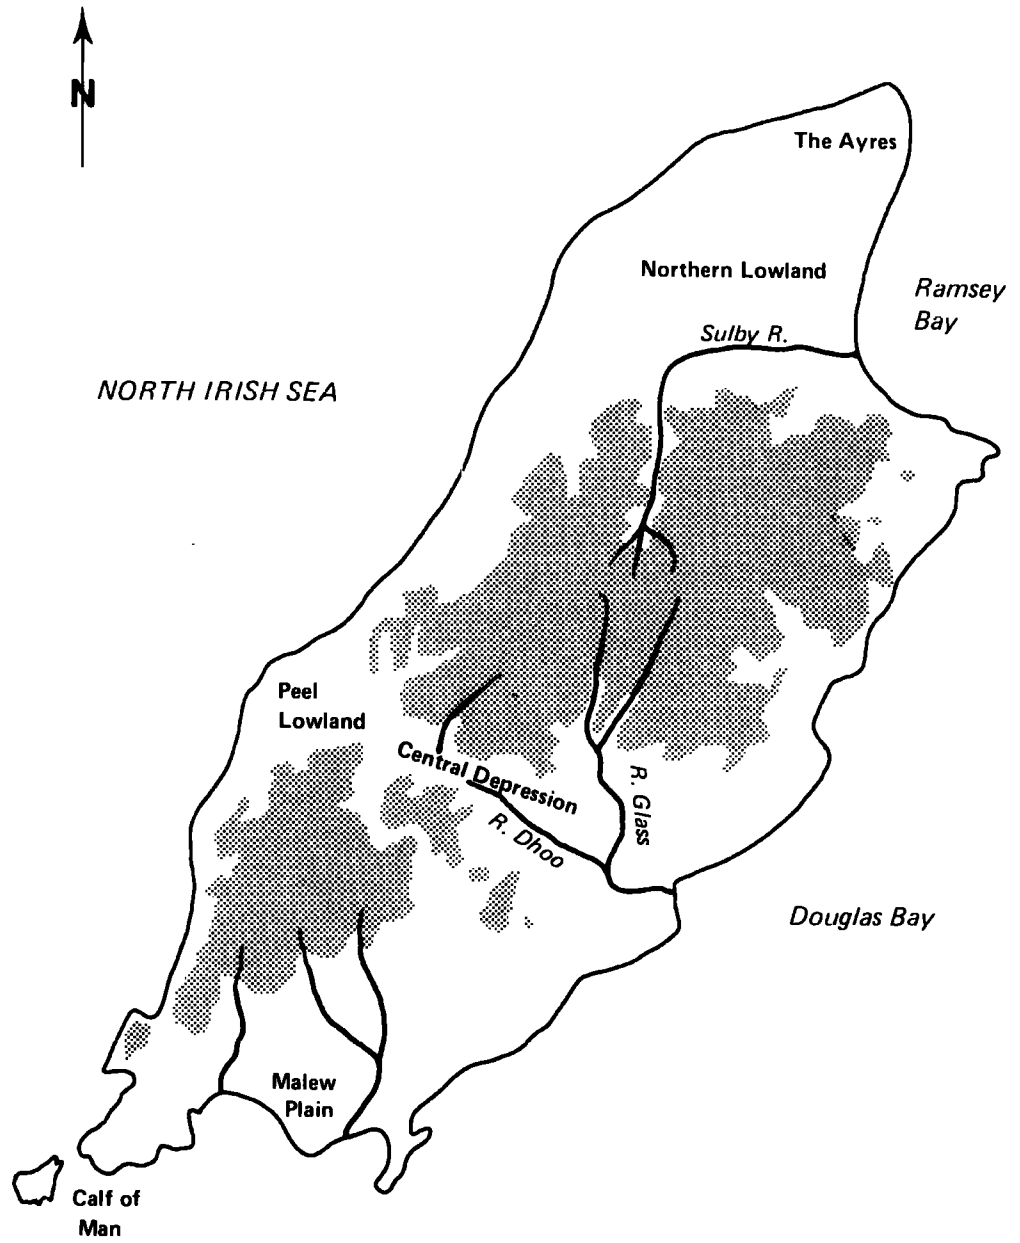 N
The Ayres
Northern Lowland
Ramsey
Bay
Sulby R.
NORTH IRISH SEA
Peel
Lowland
Central Depression
R. Glass
R. Dhoo
Douglas Bay
Malew
Plain
Calf of
Man